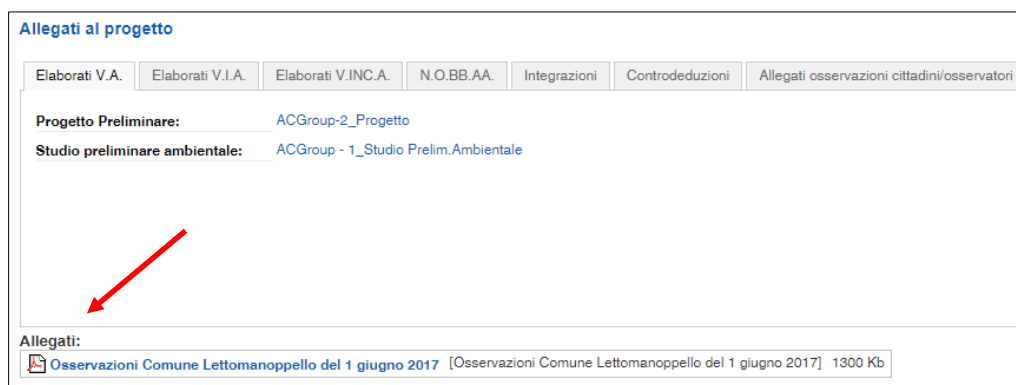 Allegati al progetto
Elaborati V.A. Elaborati V.I.A. Elaborati V.INC.A. N.O.BB.AA. Integrazioni Controdeduzioni Allegati osservazioni cittadini/osservatori
Progetto Preliminare: ACGroup-2_Progetto
Studio preliminare ambientale: ACGroup - 1_Studio Prelim.Ambientale
Allegati:
Osservazioni Comune Lettomanoppello del 1 giugno 2017 [Osservazioni Comune Lettomanoppello del 1 giugno 2017] 1300 Kb